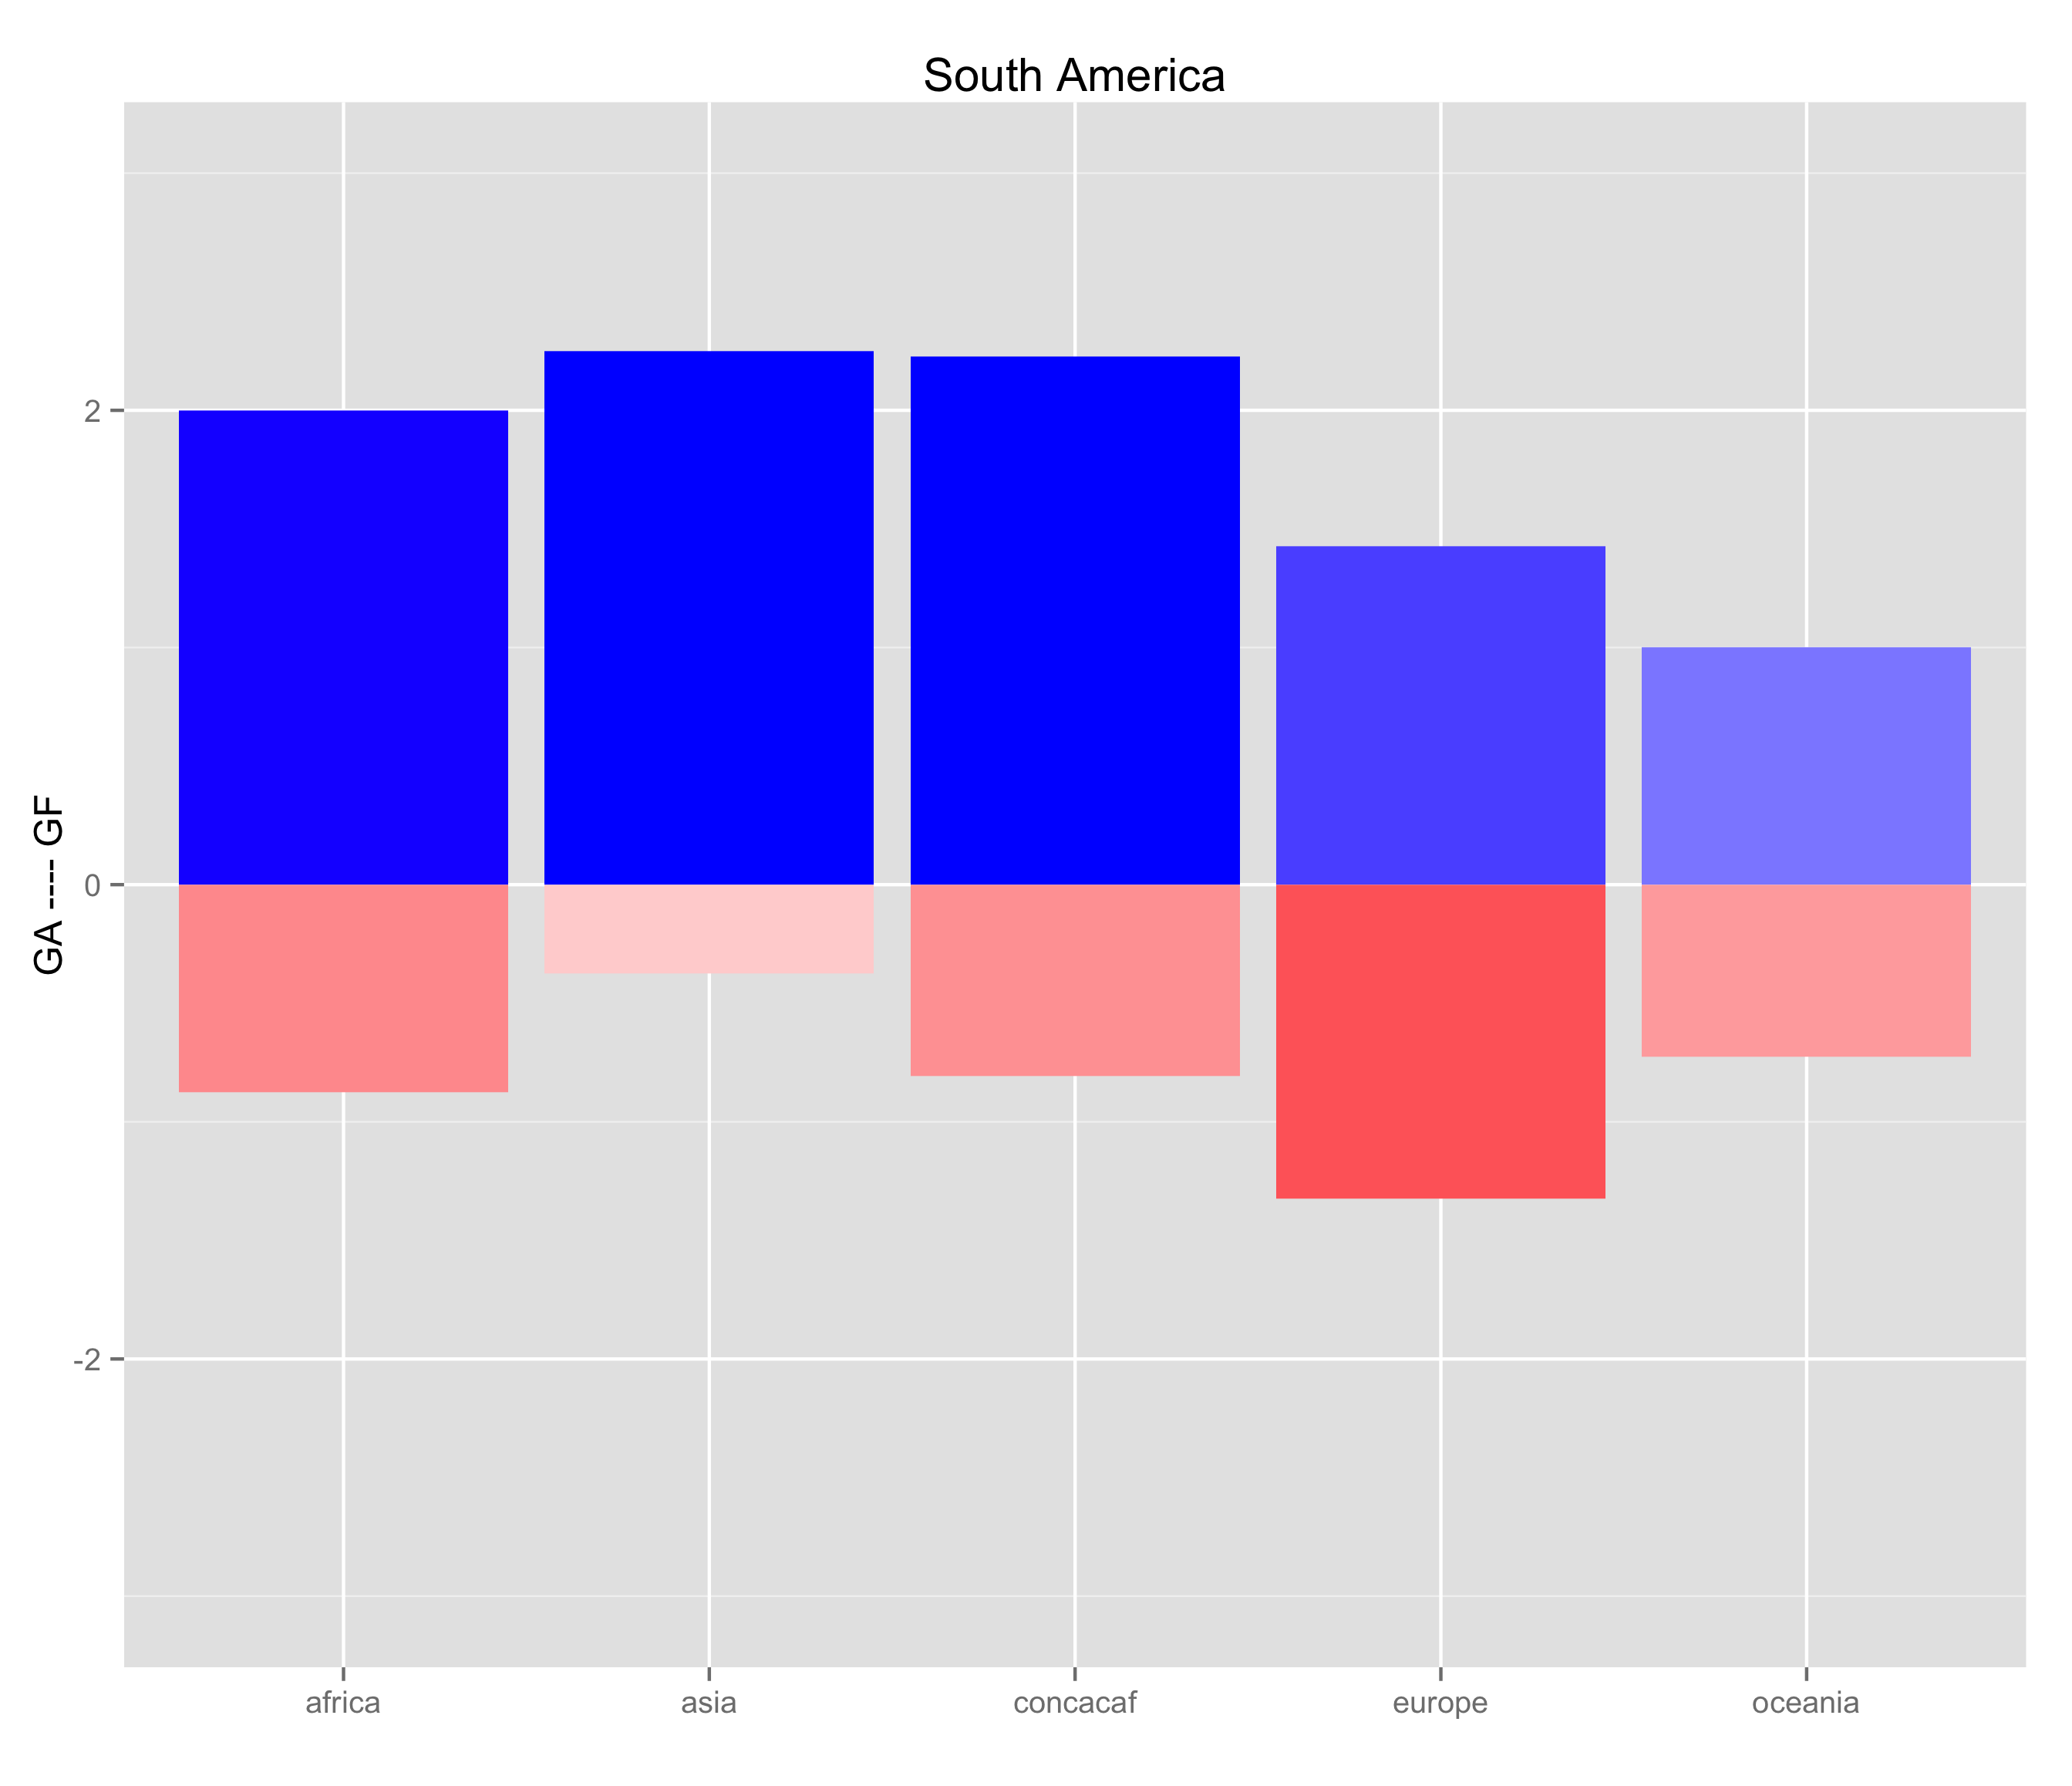 South America
GA ---- GF
2
0
-2
africa
asia
concacaf
europe
oceania